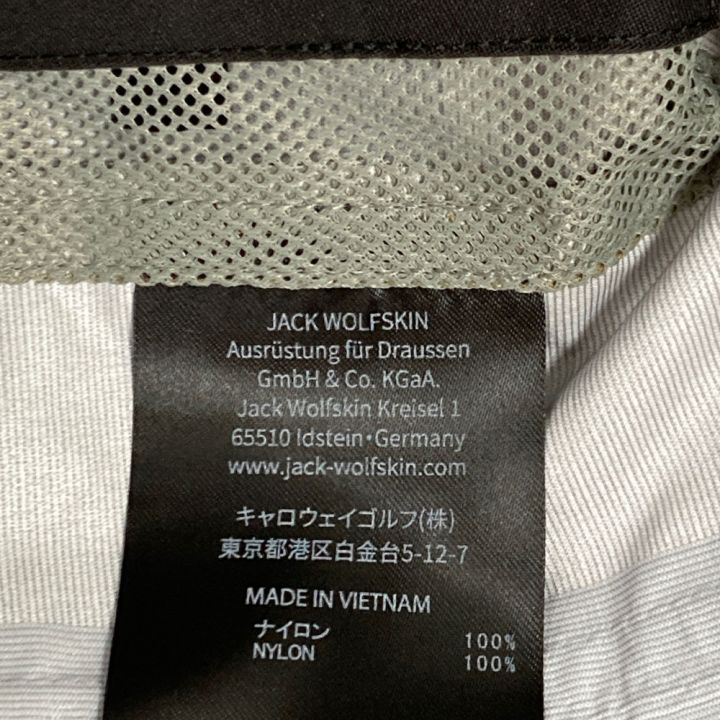 JACK WOLFSKIN
Ausrüstung für Draussen
GmbH & Co. KGaA.
Jack Wolfskin Kreisel 1
65510 Idstein・Germany
www.jack-wolfskin.com
キャロウェイゴルフ(株)
東京都港区白金台5-12-7
MADE IN VIETNAM
ナイロン 100%
NYLON 100%